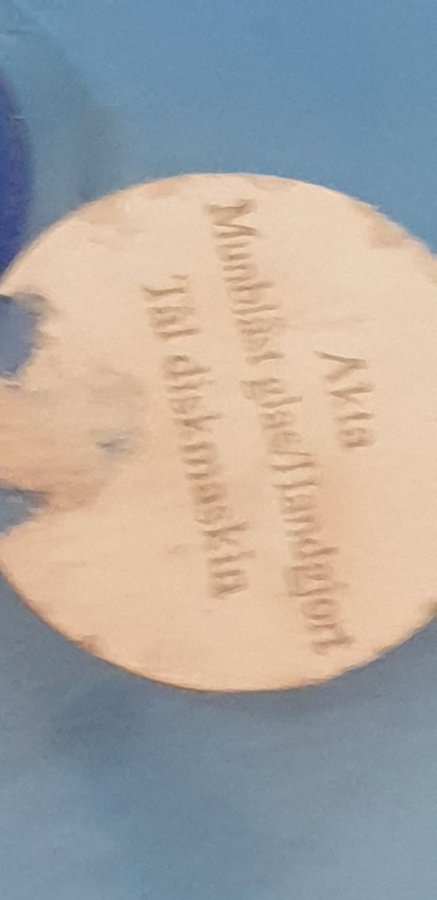 Äkta
Munblåst glas/Handgjort
Tål diskmaskin